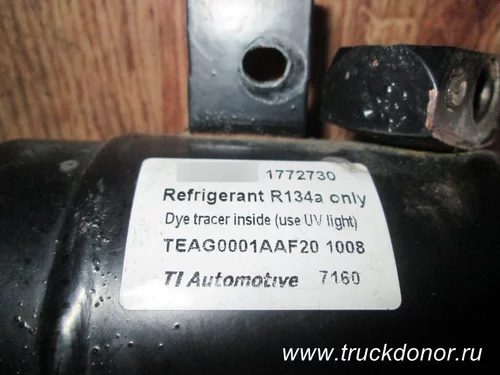 1772730
Refrigerant R134a only
Dye tracer inside (use UV light)
TEAG0001AAF20 1008
TI Automotive 7160
www.truckdonor.ru